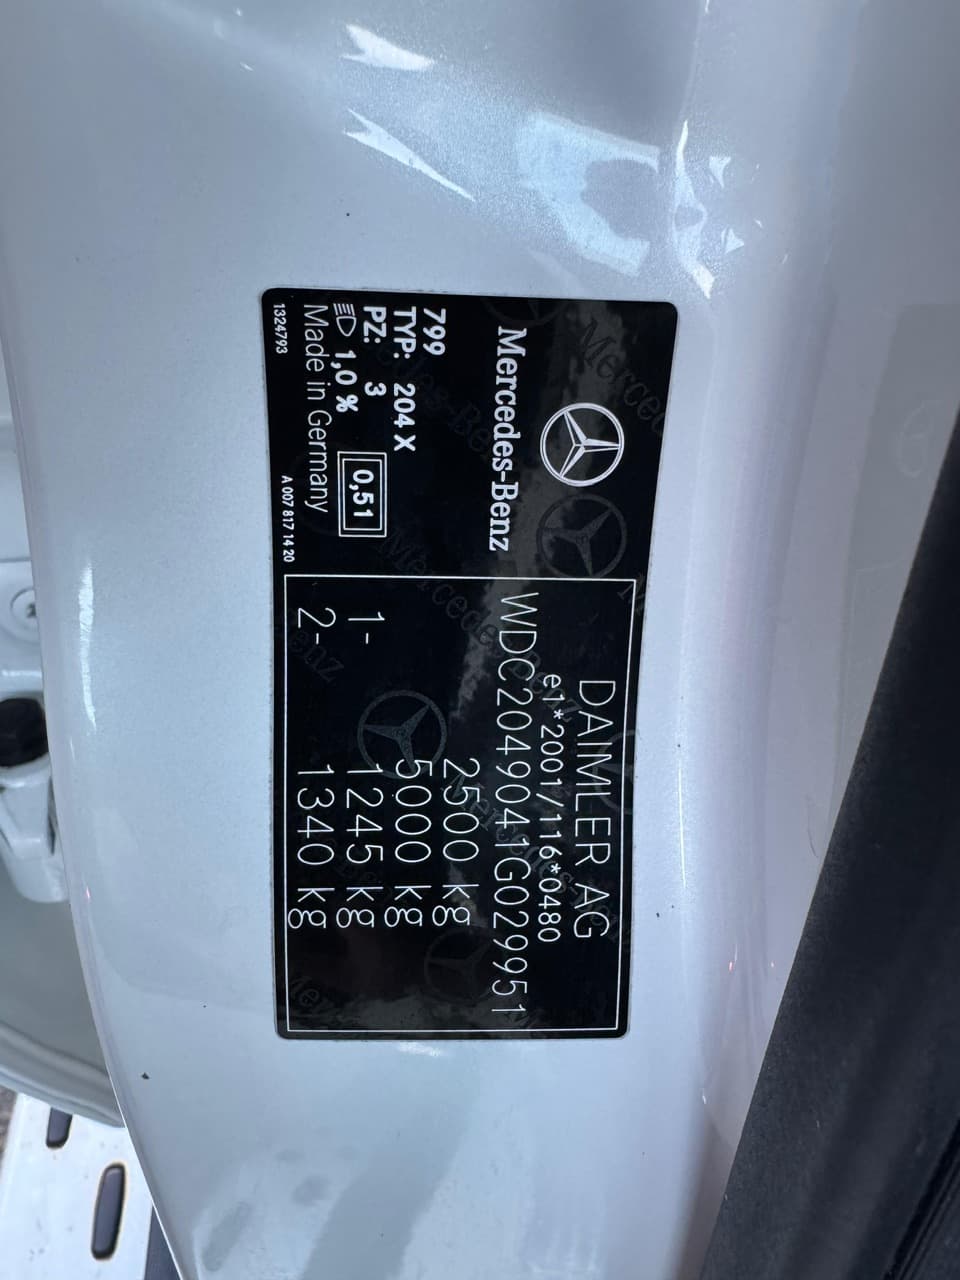 Mercedes-Benz
799
TYP: 204 X
PZ: 3
1,0 %
0,51
Made in Germany
1324793
A 007 817 14 20
DAIMLER AG
e1*2001/116*0480
WDC2049041G029951
2500 kg
5000 kg
1- 1245 kg
2- 1340 kg